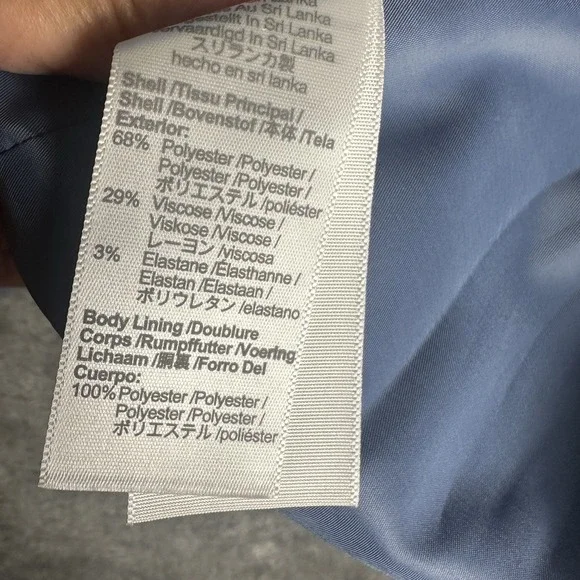 Au Sri Lanka
gestellt In Sri Lanka
vervaardigd In Sri Lanka
スリランカ製
hecho en sri lanka
Shell /Tissu Principal /
Shell /Bovenstof /本体 /Tela
Exterior:
68% Polyester /Polyester /
Polyester /Polyester /
ポリエステル /poliéster
29% Viscose /Viscose /
Viskose /Viscose /
レーヨン /viscosa
3% Elastane /Élasthanne /
Elastan /Elastaan /
ポリウレタン /elastano
Body Lining /Doublure
Corps /Rumpffutter /Voering
Lichaam /胴裏 /Forro Del
Cuerpo:
100% Polyester /Polyester /
Polyester /Polyester /
ポリエステル /poliéster